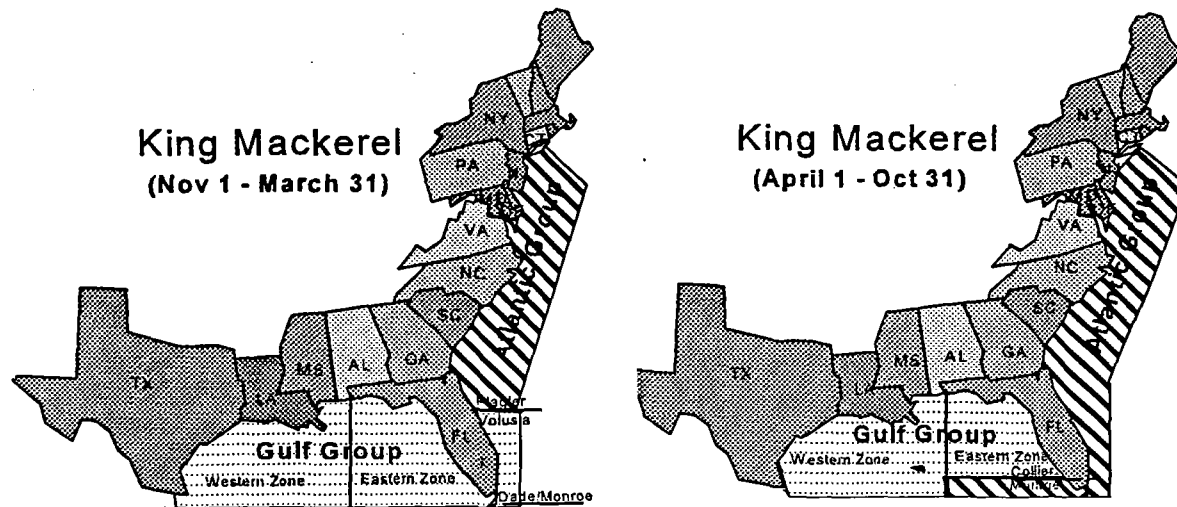 King Mackerel
(Nov 1 - March 31)
NY
PA
VA
NC
SC
GA
AL
MS
LA
TX
FL
Atlantic Group
Flagler
Volusia
Gulf Group
Western Zone
Eastern Zone
Dade/Monroe
King Mackerel
(April 1 - Oct 31)
NY
PA
VA
NC
SC
GA
AL
MS
TX
FL
Atlantic Group
Gulf Group
Western Zone
Eastern Zone
Collier
Monroe